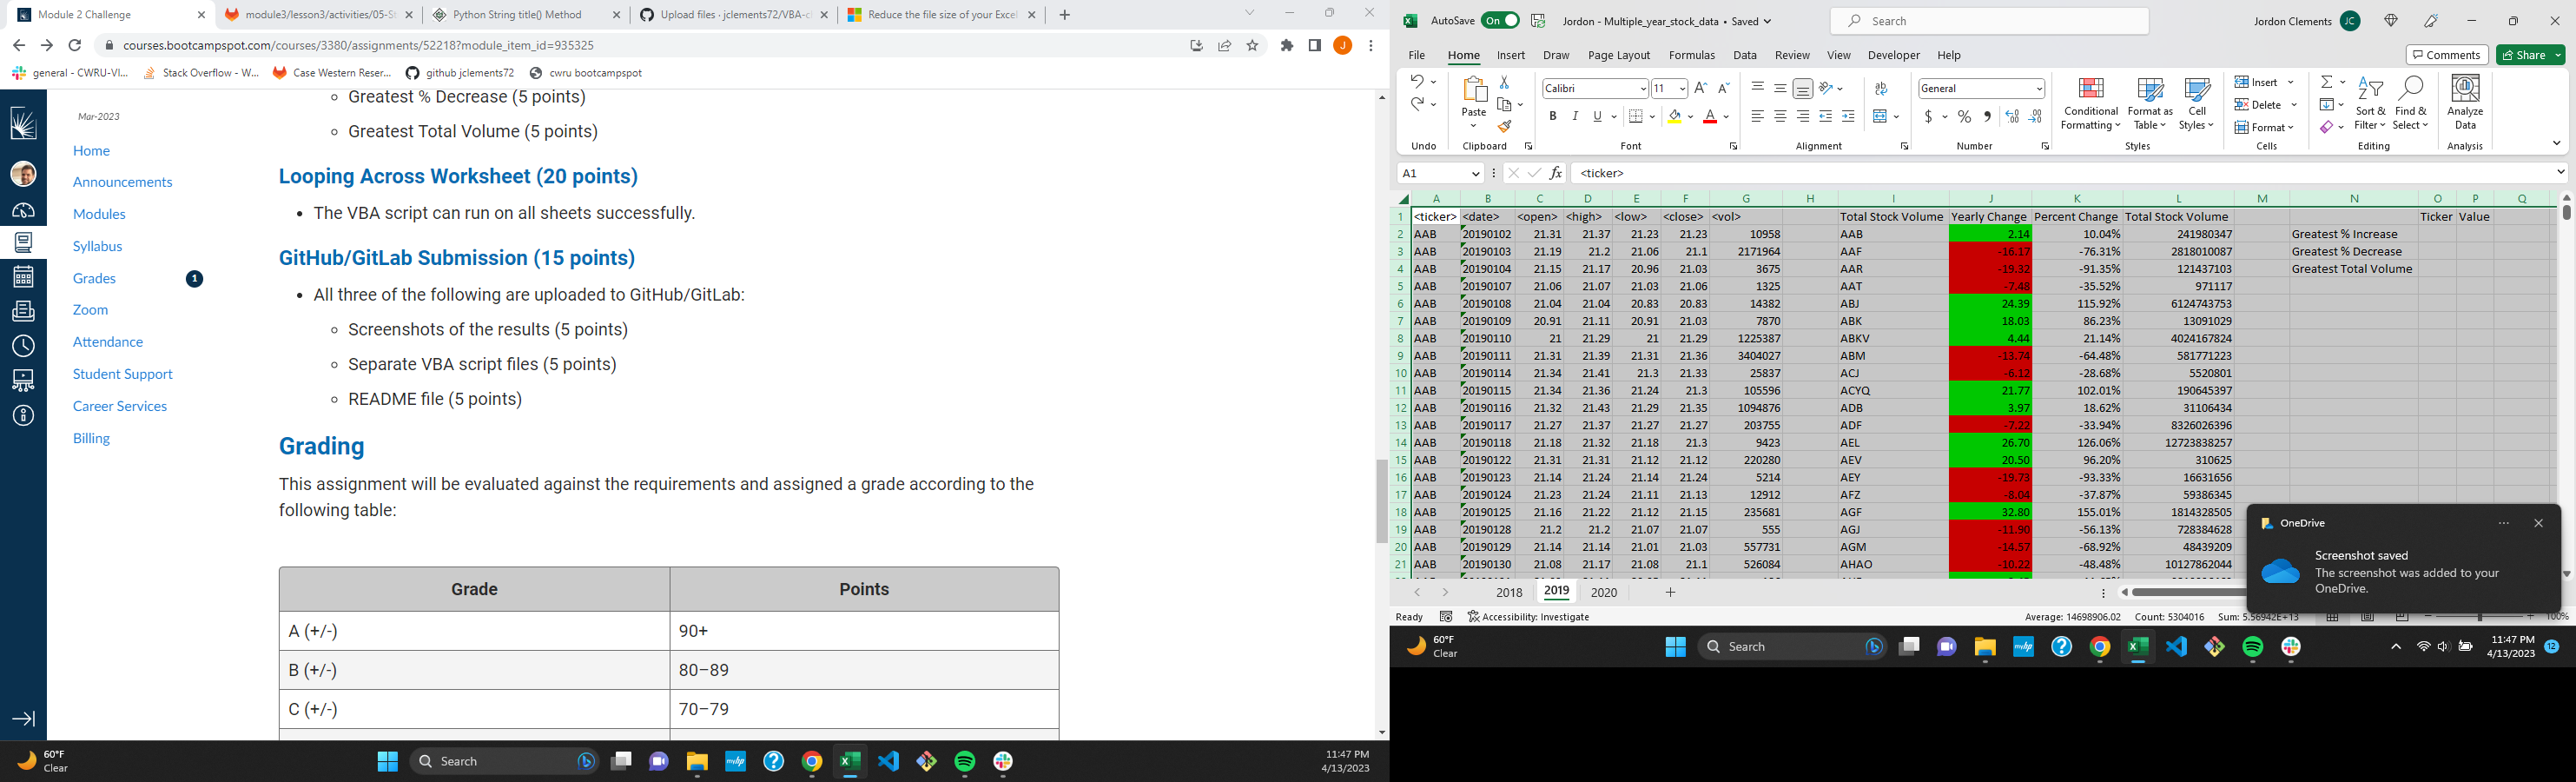 Module 2 Challenge
module3/lesson3/activities/05-St
Python String title() Method
Upload files · jclements72/VBA-c
Reduce the file size of your Excel
courses.bootcampspot.com/courses/3380/assignments/52218?module_item_id=935325
J
general - CWRU-VI...
Stack Overflow - W...
Case Western Reser...
github jclements72
cwru bootcampspot
Mar-2023
Home
Announcements
Modules
Syllabus
Grades
1
Zoom
Attendance
Student Support
Career Services
Billing
Greatest % Decrease (5 points)
Greatest Total Volume (5 points)
Looping Across Worksheet (20 points)
The VBA script can run on all sheets successfully.
GitHub/GitLab Submission (15 points)
All three of the following are uploaded to GitHub/GitLab:
Screenshots of the results (5 points)
Separate VBA script files (5 points)
README file (5 points)
Grading
This assignment will be evaluated against the requirements and assigned a grade according to the
following table:
Grade Points
A (+/-) 90+
B (+/-) 80–89
C (+/-) 70–79
60°F
Clear
Search
11:47 PM
4/13/2023
AutoSave On
Jordon - Multiple_year_stock_data • Saved
Search
Jordon Clements JC
File Home Insert Draw Page Layout Formulas Data Review View Developer Help
Comments Share
Undo
Paste
Clipboard
Calibri 11
B I U
Font
Alignment
General
$ % 9
Number
Conditional Formatting
Format as Table
Cell Styles
Styles
Insert
Delete
Format
Cells
Sort & Filter
Find & Select
Editing
Analyze Data
Analysis
A1 fx <ticker>
A B C D E F G H I J K L M N O P Q
1 <ticker> <date> <open> <high> <low> <close> <vol> Total Stock Volume Yearly Change Percent Change Total Stock Volume Ticker Value
2 AAB 20190102 21.31 21.37 21.23 21.23 10958 AAB 2.14 10.04% 241980347 Greatest % Increase
3 AAB 20190103 21.19 21.2 21.06 21.1 2171964 AAF -16.17 -76.31% 2818010087 Greatest % Decrease
4 AAB 20190104 21.15 21.17 20.96 21.03 3675 AAR -19.32 -91.35% 121437103 Greatest Total Volume
5 AAB 20190107 21.06 21.07 21.03 21.06 1325 AAT -7.48 -35.52% 971117
6 AAB 20190108 21.04 21.04 20.83 20.83 14382 ABJ 24.39 115.92% 6124743753
7 AAB 20190109 20.91 21.11 20.91 21.03 7870 ABK 18.03 86.23% 13091029
8 AAB 20190110 21 21.29 21 21.29 1225387 ABKV 4.44 21.14% 4024167824
9 AAB 20190111 21.31 21.39 21.31 21.36 3404027 ABM -13.74 -64.48% 581771223
10 AAB 20190114 21.34 21.41 21.3 21.33 25837 ACJ -6.12 -28.68% 5520801
11 AAB 20190115 21.34 21.36 21.24 21.3 105596 ACYQ 21.77 102.01% 190645397
12 AAB 20190116 21.32 21.43 21.29 21.35 1094876 ADB 3.97 18.62% 31106434
13 AAB 20190117 21.27 21.37 21.27 21.27 203755 ADF -7.22 -33.94% 8326026396
14 AAB 20190118 21.18 21.32 21.18 21.3 9423 AEL 26.70 126.06% 12723838257
15 AAB 20190122 21.31 21.31 21.12 21.12 220280 AEV 20.50 96.20% 310625
16 AAB 20190123 21.14 21.24 21.14 21.24 5214 AEY -19.73 -93.33% 16631656
17 AAB 20190124 21.23 21.24 21.11 21.13 12912 AFZ -8.04 -37.87% 59386345
18 AAB 20190125 21.16 21.22 21.12 21.15 235681 AGF 32.80 155.01% 1814328505
19 AAB 20190128 21.2 21.2 21.07 21.07 555 AGJ -11.90 -56.13% 728384628
20 AAB 20190129 21.14 21.14 21.01 21.03 557731 AGM -14.57 -68.92% 48439209
21 AAB 20190130 21.08 21.17 21.08 21.1 526084 AHAO -10.22 -48.48% 10127862044
OneDrive
Screenshot saved
The screenshot was added to your
OneDrive.
2018 2019 2020
Ready Accessibility: Investigate Average: 14698906.02 Count: 5304016 Sum: 5.56942E+13 100%
60°F
Clear
Search
11:47 PM
4/13/2023
12